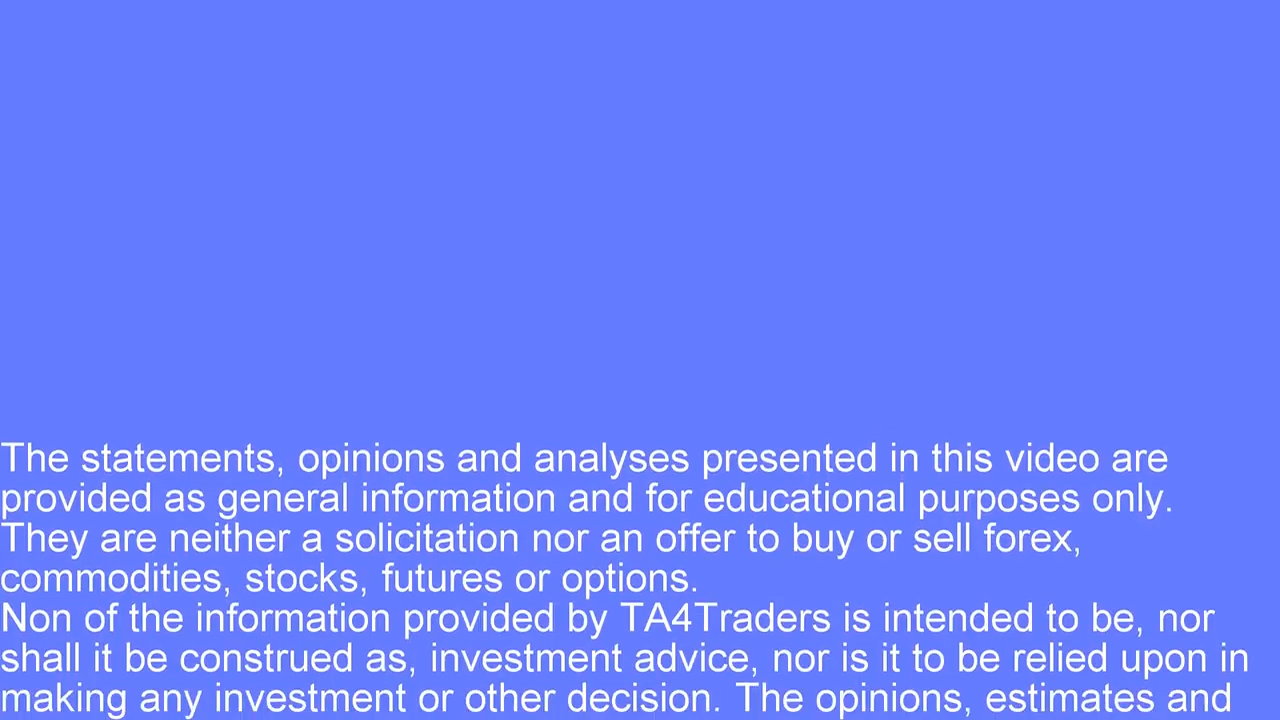 The statements, opinions and analyses presented in this video are
provided as general information and for educational purposes only.
They are neither a solicitation nor an offer to buy or sell forex,
commodities, stocks, futures or options.
Non of the information provided by TA4Traders is intended to be, nor
shall it be construed as, investment advice, nor is it to be relied upon in
making any investment or other decision. The opinions, estimates and